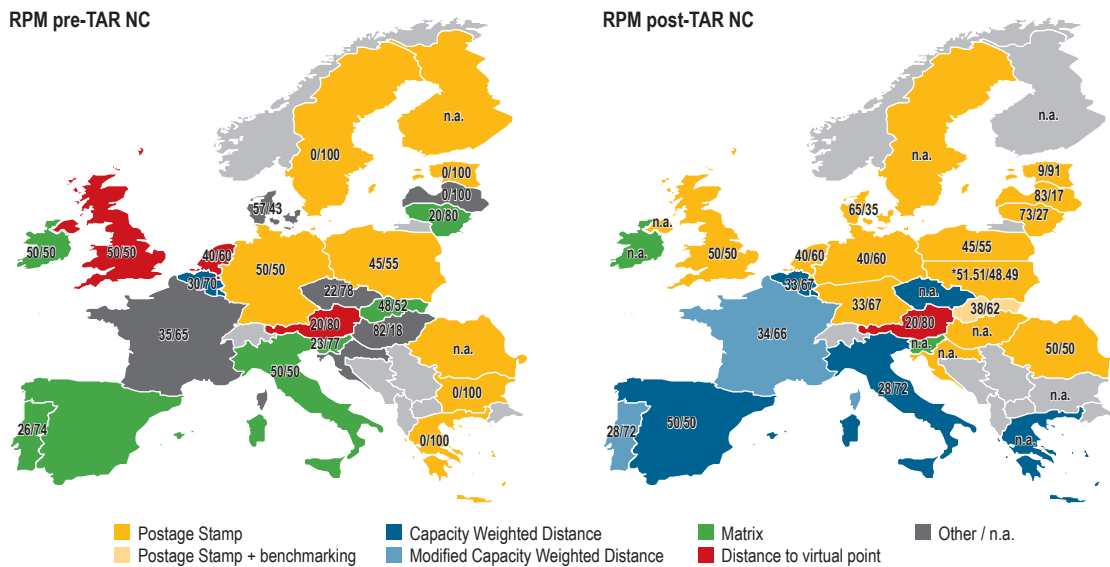 RPM pre-TAR NC
n.a.
0/100
0/100
0/100
57/43
20/80
50/50
50/50
40/60
50/50
45/55
30/70
22/78
48/52
20/80
82/18
35/65
23/77
n.a.
50/50
0/100
26/74
0/100
RPM post-TAR NC
n.a.
n.a.
9/91
83/17
65/35
73/27
n.a.
n.a.
50/50
40/60
40/60
45/55
*51.51/48.49
33/67
n.a.
33/67
38/62
20/80
n.a.
34/66
n.a.
n.a.
50/50
28/72
n.a.
28/72
50/50
n.a.
Postage Stamp
Postage Stamp + benchmarking
Capacity Weighted Distance
Modified Capacity Weighted Distance
Matrix
Distance to virtual point
Other / n.a.